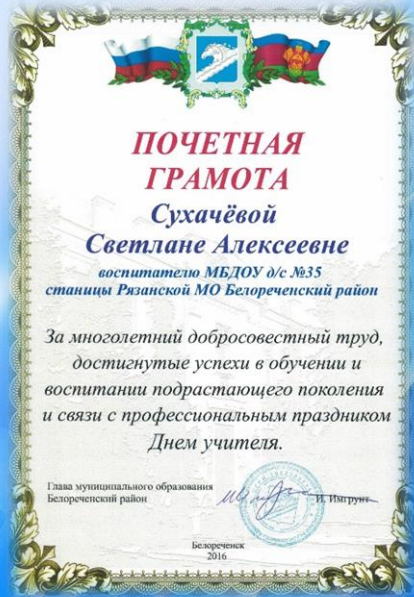 ПОЧЕТНАЯ
ГРАМОТА
Сухачёвой
Светлане Алексеевне
воспитателю МБДОУ д/с №35
станицы Рязанской МО Белореченский район
За многолетний добросовестный труд,
достигнутые успехи в обучении и
воспитании подрастающего поколения
и связи с профессиональным праздником
Днем учителя.
Глава муниципального образования
Белореченский район
И. Имгрунт
Белореченск
2016